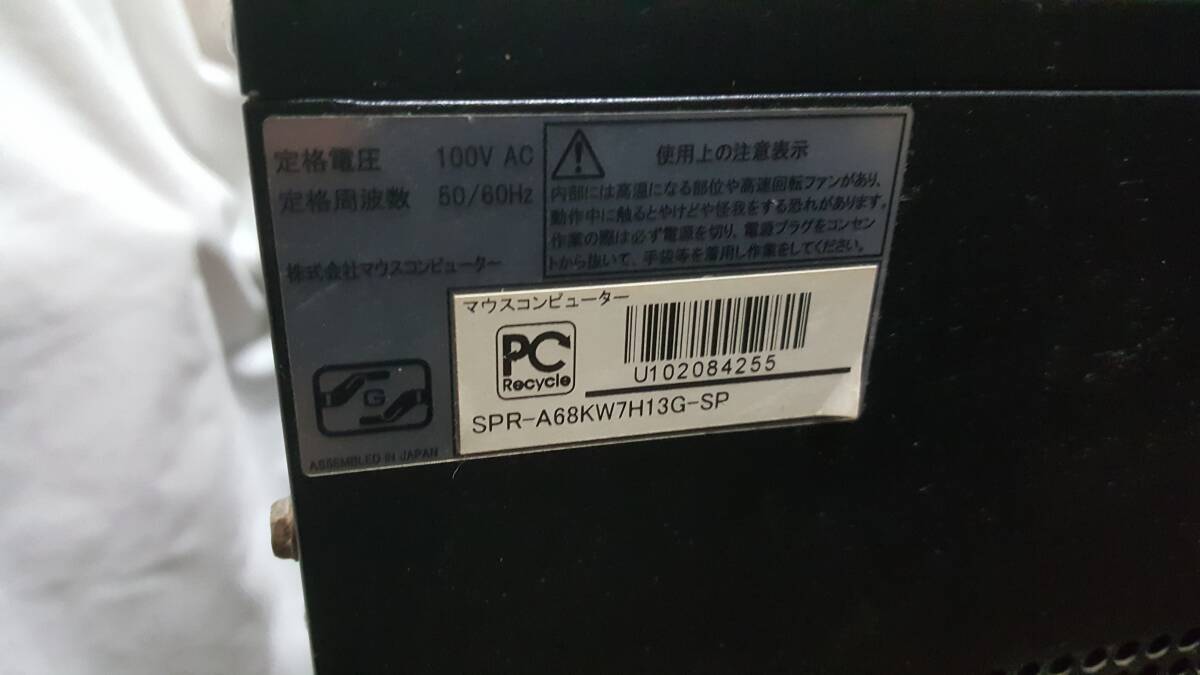 定格電圧 100V AC
定格周波数 50/60Hz
株式会社マウスコンピューター
使用上の注意表示
内部には高温になる部位や高速回転ファンがあり、
動作中に触るとやけどや怪我をする恐れがあります。
作業の際は必ず電源を切り、電源プラグをコンセン
トから抜いて、手袋等を着用し作業をしてください。
マウスコンピューター
PC
Recycle
U102084255
SPR-A68KW7H13G-SP
G
ASSEMBLED IN JAPAN